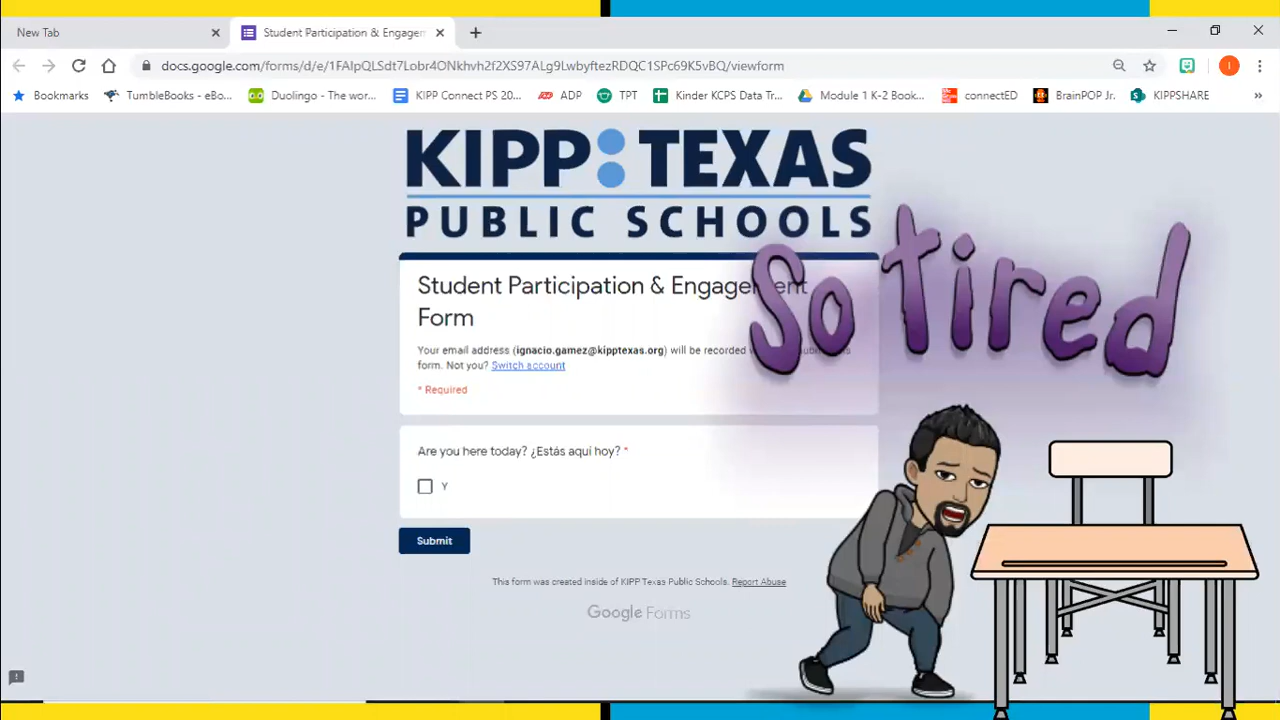 New Tab
Student Participation & Engagem
docs.google.com/forms/d/e/1FAIpQLSdt7Lobr4ONkhvh2f2XS97ALg9LwbyftezRDQC1SPc69K5vBQ/viewform
I
Bookmarks TumbleBooks - eBo... Duolingo - The wor... KIPP Connect PS 20... ADP TPT Kinder KCPS Data Tr... Module 1 K-2 Book... connectED BrainPOP Jr. KIPPSHARE »
KIPP:TEXAS
PUBLIC SCHOOLS
So tired
Student Participation & Engagement
Form
Your email address (ignacio.gamez@kipptexas.org) will be recorded
form. Not you? Switch account
* Required
Are you here today? ¿Estás aquí hoy? *
Y
Submit
This form was created inside of KIPP Texas Public Schools. Report Abuse
Google Forms